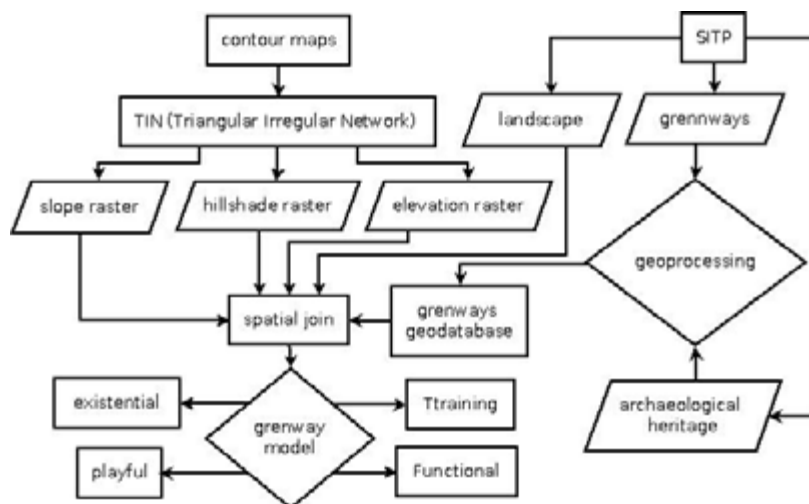 contour maps
SITP
TIN (Triangular Irregular Network)
landscape
grennways
slope raster
hillshade raster
elevation raster
geoprocessing
spatial join
grenways
geodatabase
existential
Ttraining
grenway
model
archaeological
heritage
playful
Functional